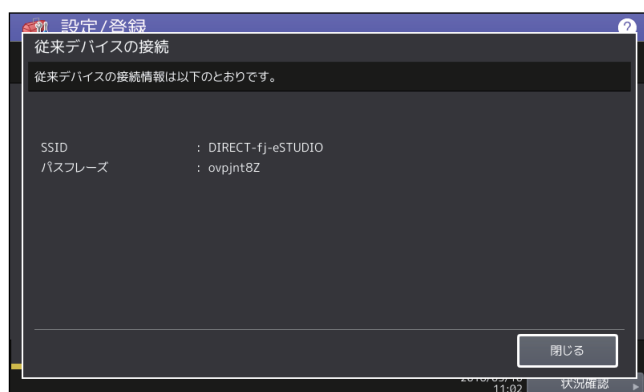 設定/登録
?
従来デバイスの接続
従来デバイスの接続情報は以下のとおりです。
SSID : DIRECT-fj-eSTUDIO
パスフレーズ : ovpjnt8Z
閉じる
11:02
状況確認